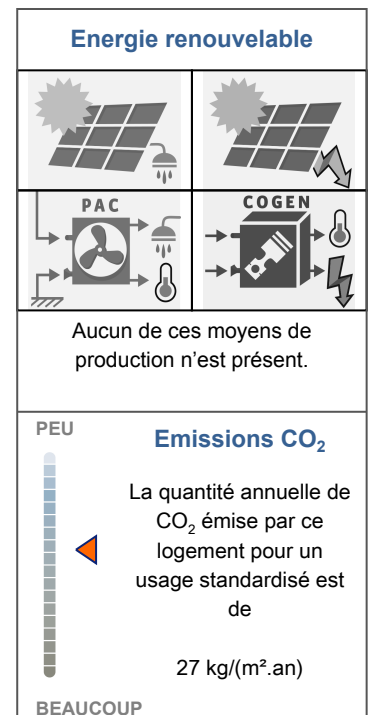 Energie renouvelable
PAC
COGEN
Aucun de ces moyens de
production n’est présent.
PEU
Emissions CO₂
La quantité annuelle de
CO₂ émise par ce
logement pour un
usage standardisé est
de
27 kg/(m².an)
BEAUCOUP